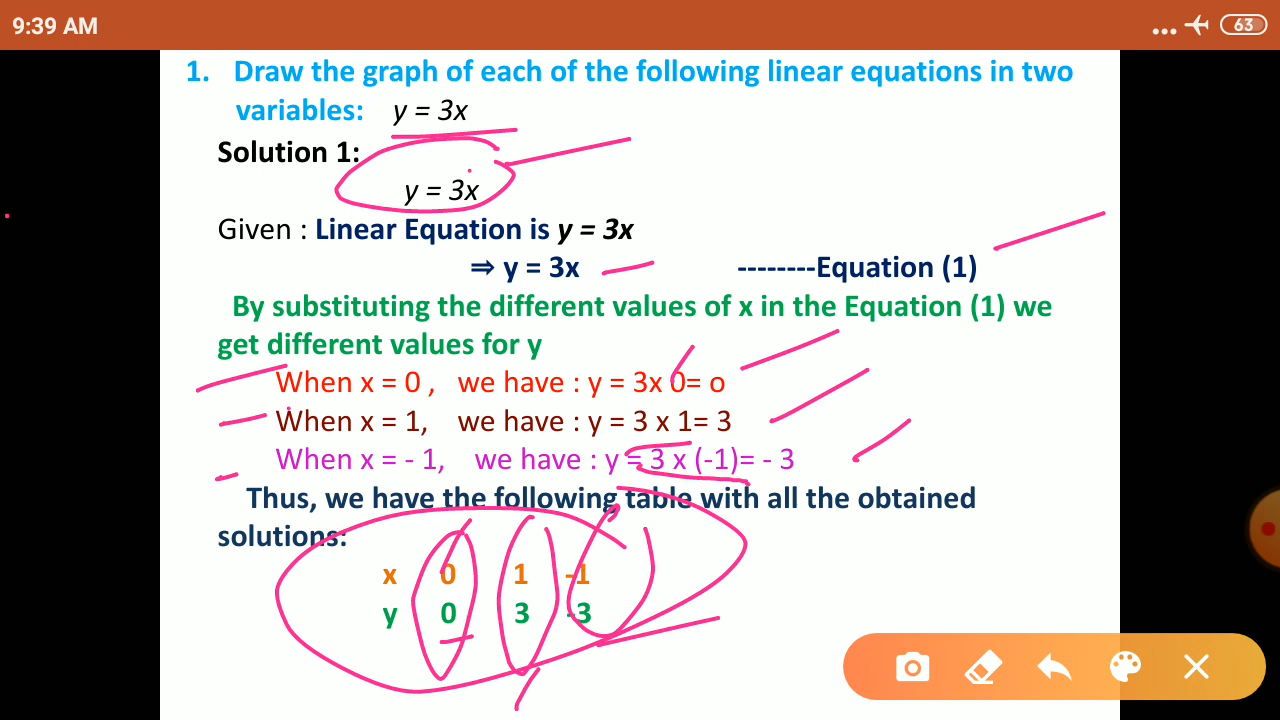 9:39 AM
63
1. Draw the graph of each of the following linear equations in two
variables: y = 3x
Solution 1:
y = 3x
Given : Linear Equation is y = 3x
⇒ y = 3x --------Equation (1)
By substituting the different values of x in the Equation (1) we
get different values for y
When x = 0 , we have : y = 3x 0= o
When x = 1, we have : y = 3 x 1= 3
When x = - 1, we have : y = 3 x (-1)= - 3
Thus, we have the following table with all the obtained
solutions:
x 0 1 -1
y 0 3 -3